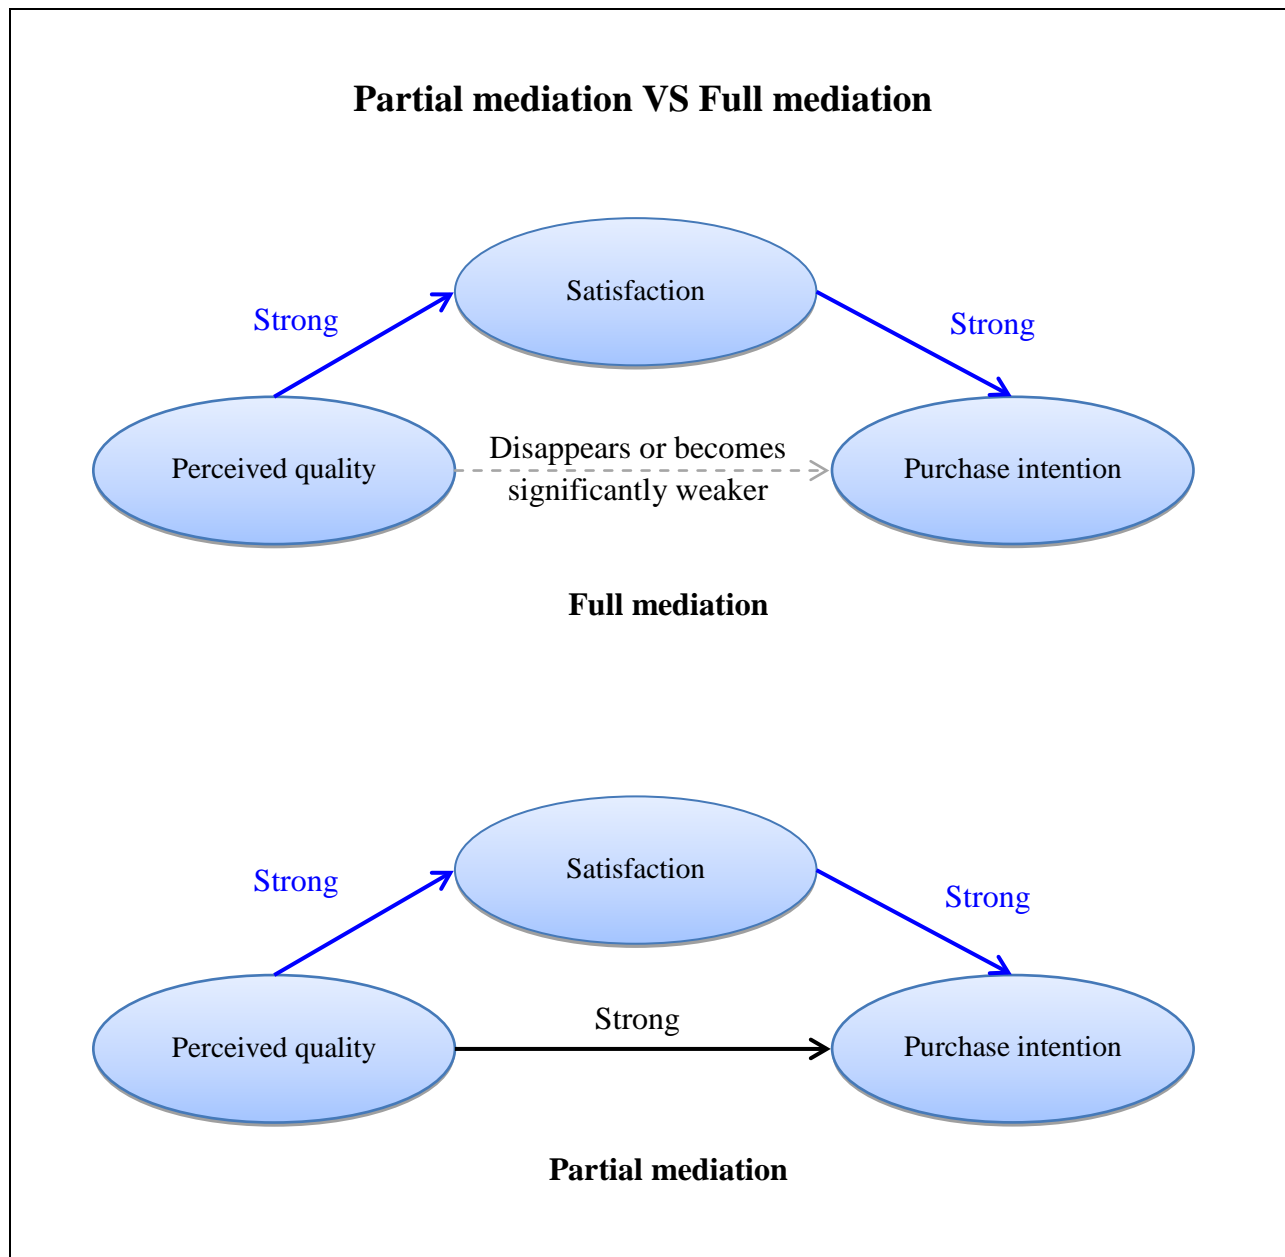 Partial mediation VS Full mediation
Satisfaction
Strong
Strong
Perceived quality
Disappears or becomes
significantly weaker
Purchase intention
Full mediation
Satisfaction
Strong
Strong
Perceived quality
Strong
Purchase intention
Partial mediation